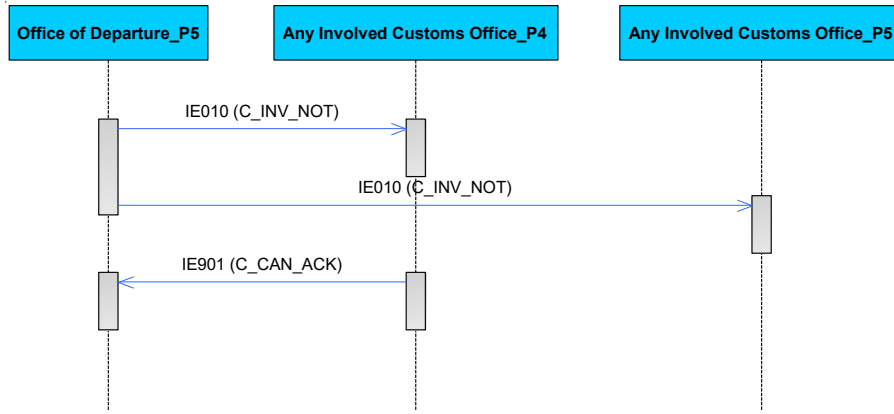 Office of Departure_P5
Any Involved Customs Office_P4
Any Involved Customs Office_P5
IE010 (C_INV_NOT)
IE010 (C_INV_NOT)
IE901 (C_CAN_ACK)